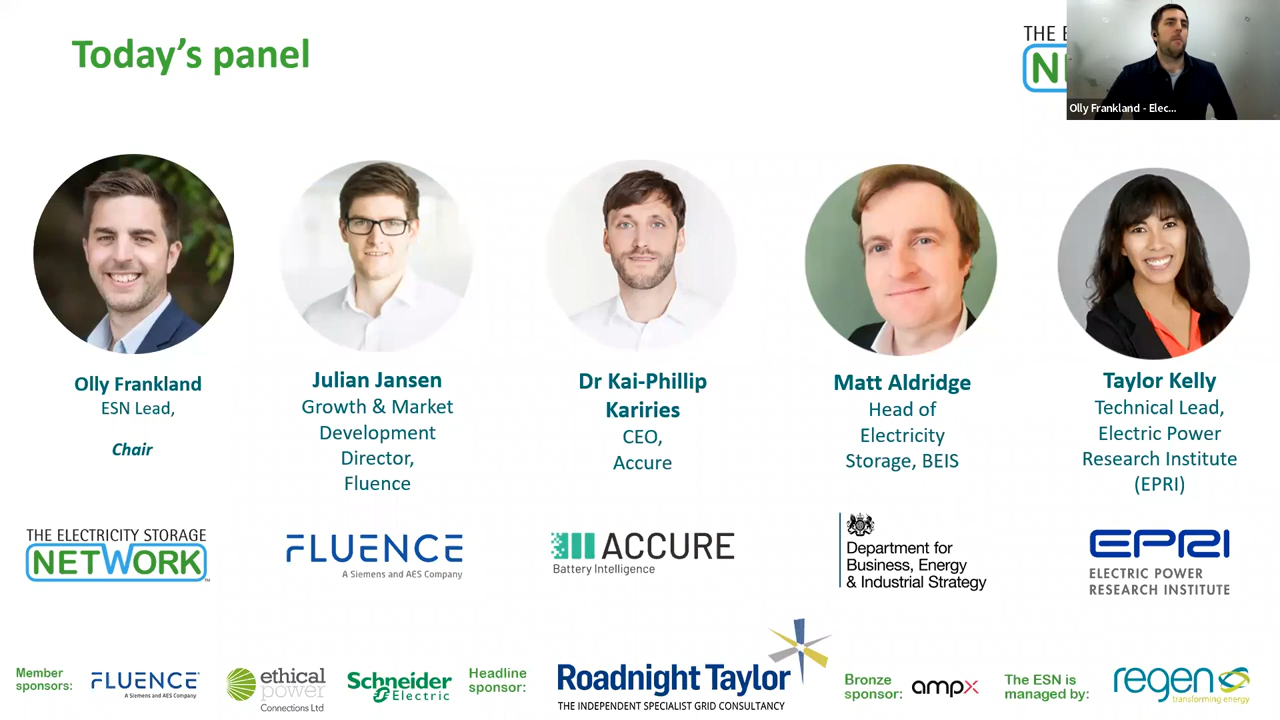 Today's panel
THE
N
Olly Frankland - Elec...
Olly Frankland
ESN Lead,
Chair
Julian Jansen
Growth & Market
Development
Director,
Fluence
Dr Kai-Phillip
Kariries
CEO,
Accure
Matt Aldridge
Head of
Electricity
Storage, BEIS
Taylor Kelly
Technical Lead,
Electric Power
Research Institute
(EPRI)
THE ELECTRICITY STORAGE
NETWORK™
FLUENCE
A Siemens and AES Company
ACCURE
Battery Intelligence
Department for
Business, Energy
& Industrial Strategy
EPRI
ELECTRIC POWER
RESEARCH INSTITUTE
Member
sponsors:
FLUENCE
A Siemens and AES Company
ethical
power
Connections Ltd
Schneider
Electric
Headline
sponsor:
Roadnight Taylor
THE INDEPENDENT SPECIALIST GRID CONSULTANCY
Bronze
sponsor:
ampx
The ESN is
managed by:
regen
transforming energy